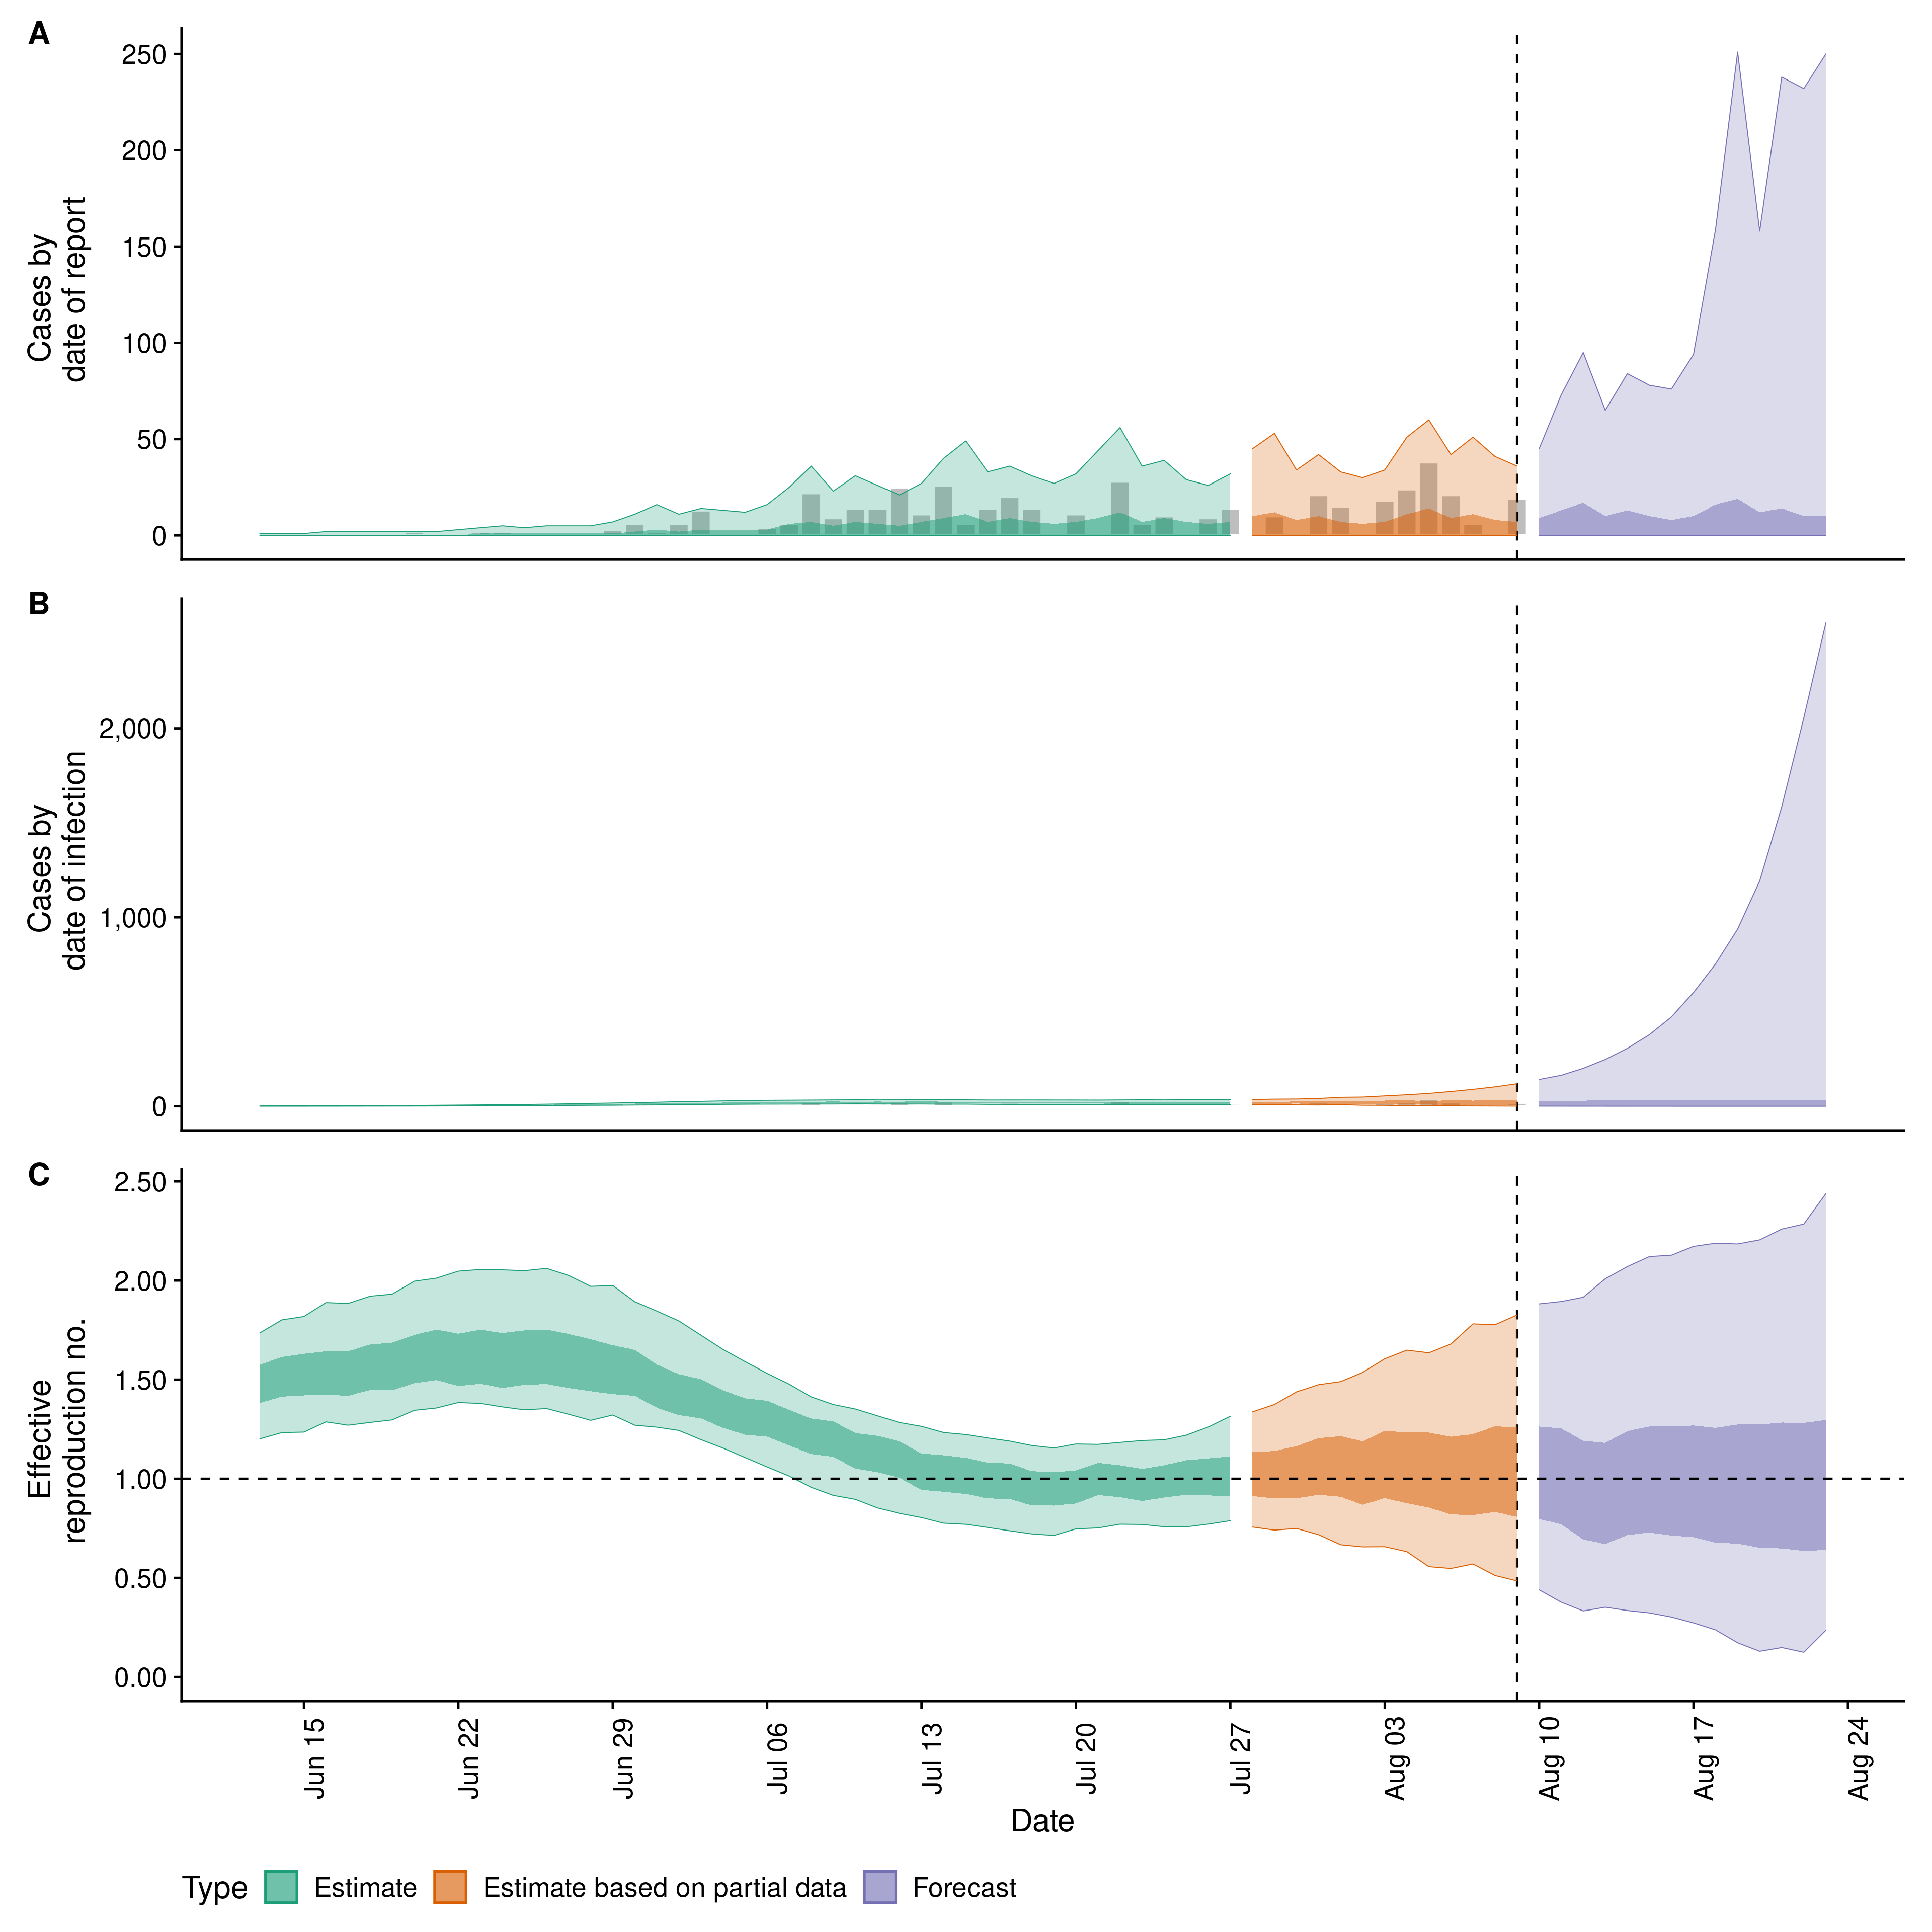 A
Cases by
date of report
250
200
150
100
50
0
B
Cases by
date of infection
2,000
1,000
0
C
Effective
reproduction no.
2.50
2.00
1.50
1.00
0.50
0.00
Jun 15
Jun 22
Jun 29
Jul 06
Jul 13
Jul 20
Jul 27
Aug 03
Aug 10
Aug 17
Aug 24
Date
Type Estimate Estimate based on partial data Forecast